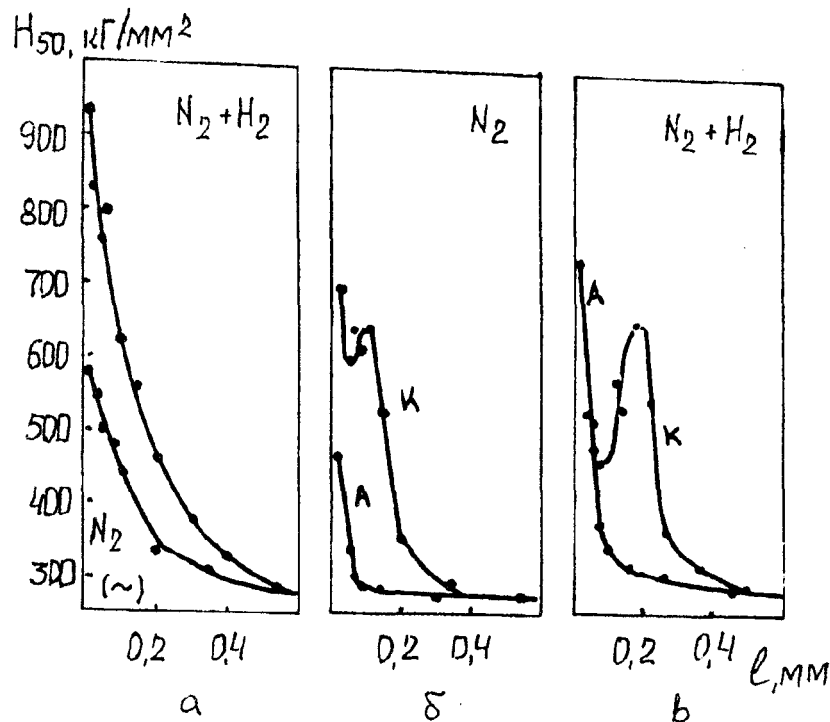 H50, кГ/мм²
900
800
700
600
500
400
300
N2 + H2
N2
(~)
0,2 0,4
а
N2
К
А
0,2 0,4
б
N2 + H2
А
К
0,2 0,4
в
ℓ, мм